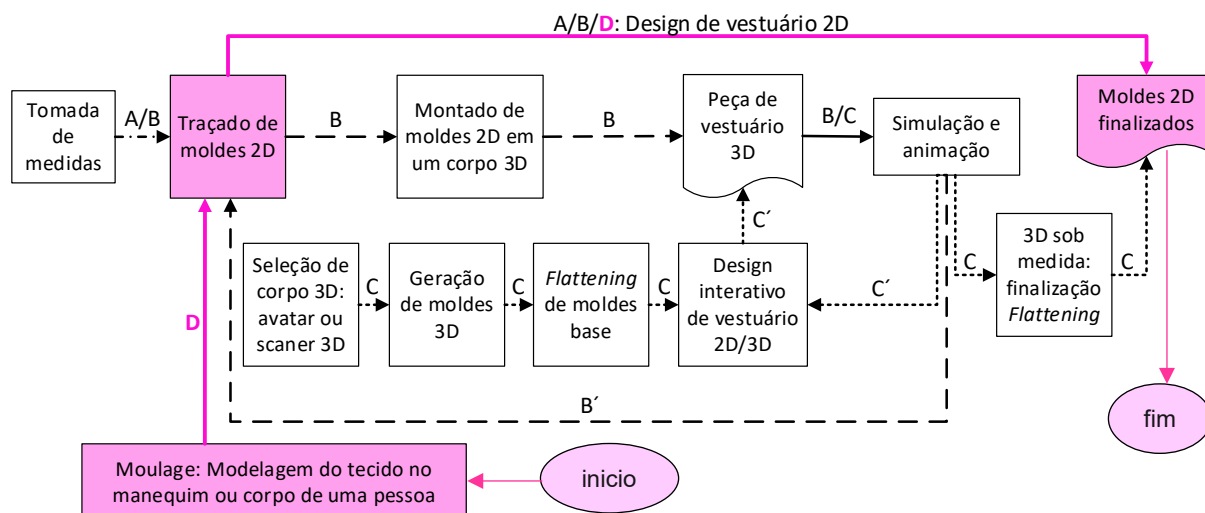 A/B/D: Design de vestuário 2D
Tomada
de
medidas
A/B
Traçado de
moldes 2D
B
Montado de
moldes 2D em
um corpo 3D
B
Peça de
vestuário
3D
B/C
Simulação e
animação
Moldes 2D
finalizados
C´
Seleção de
corpo 3D:
avatar ou
scaner 3D
C
Geração
de moldes
3D
C
Flattening
de moldes
base
C
Design
interativo
de vestuário
2D/3D
C´
C
3D sob
medida:
finalização
Flattening
C
D
B´
fim
Moulage: Modelagem do tecido no
manequim ou corpo de uma pessoa
inicio